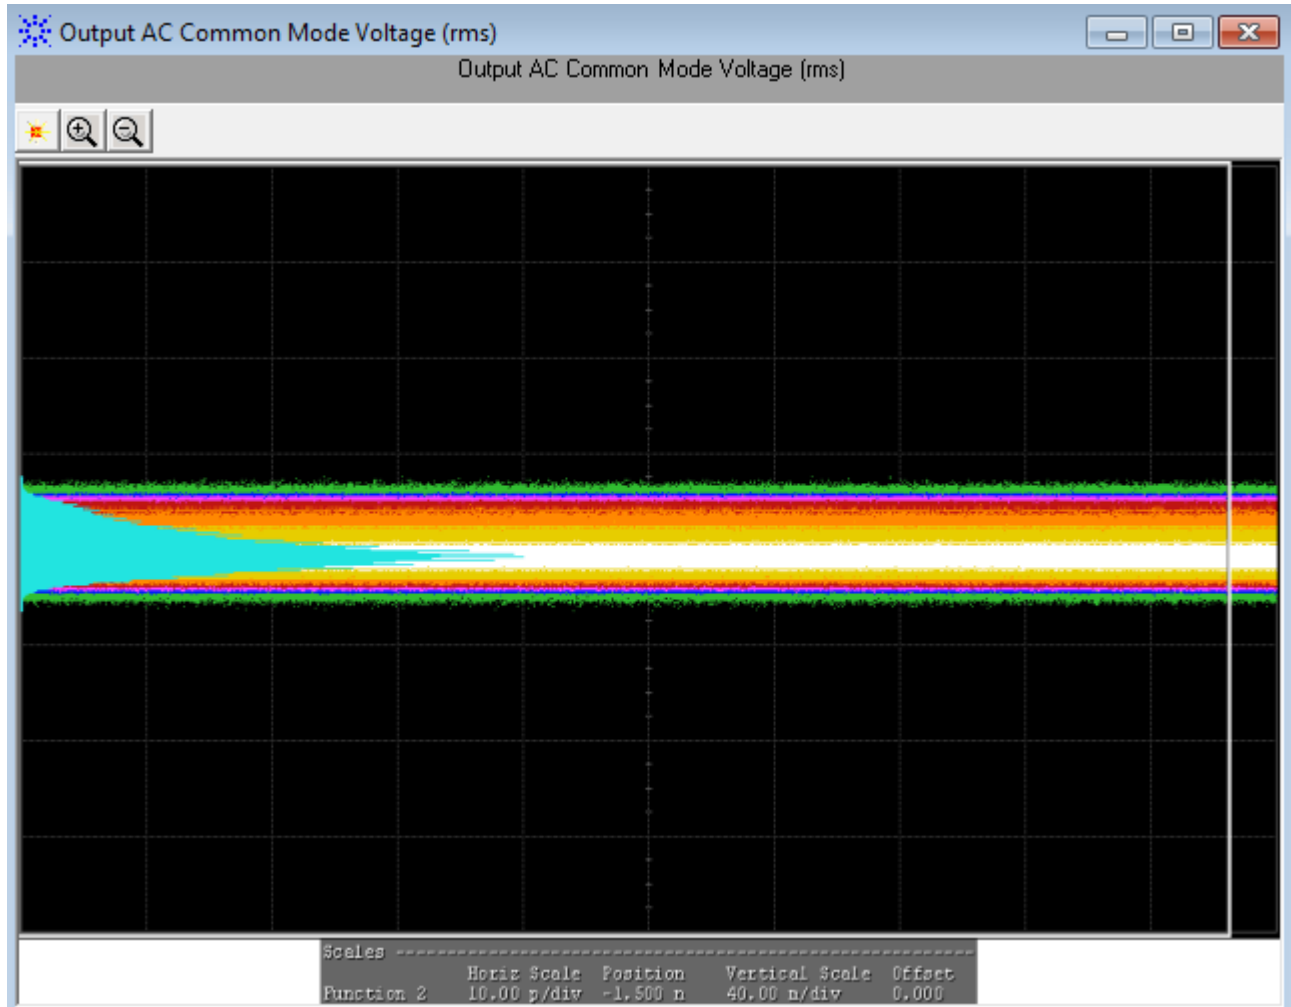 Output AC Common Mode Voltage (rms)
Output AC Common Mode Voltage (rms)
Scales
Horiz Scale Position Vertical Scale Offset
Function 2 10.00 p/div -1.500 n 40.00 m/div 0.000